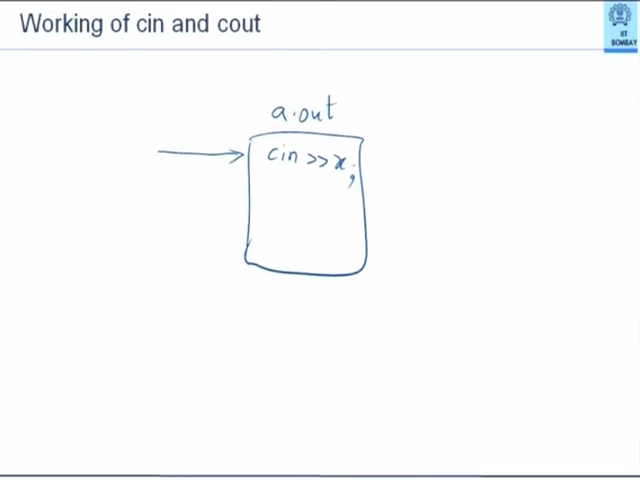 Working of cin and cout
IIT
BOMBAY
a.out
cin >> x;